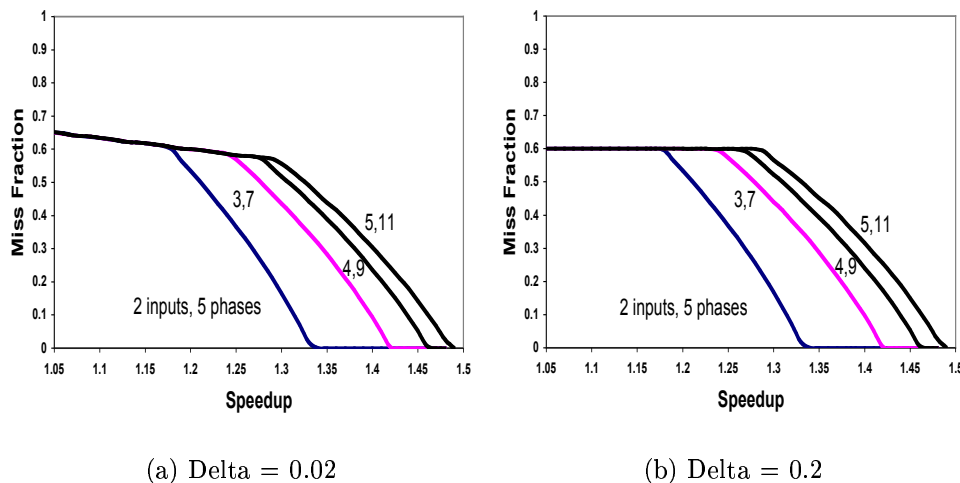 1
0.9
0.8
0.7
0.6
0.5
0.4
0.3
0.2
0.1
0
Miss Fraction
3,7
5,11
4,9
2 inputs, 5 phases
1.05 1.1 1.15 1.2 1.25 1.3 1.35 1.4 1.45 1.5
Speedup
(a) Delta = 0.02
1
0.9
0.8
0.7
0.6
0.5
0.4
0.3
0.2
0.1
0
Miss Fraction
3,7
5,11
4,9
2 inputs, 5 phases
1.05 1.1 1.15 1.2 1.25 1.3 1.35 1.4 1.45 1.5
Speedup
(b) Delta = 0.2